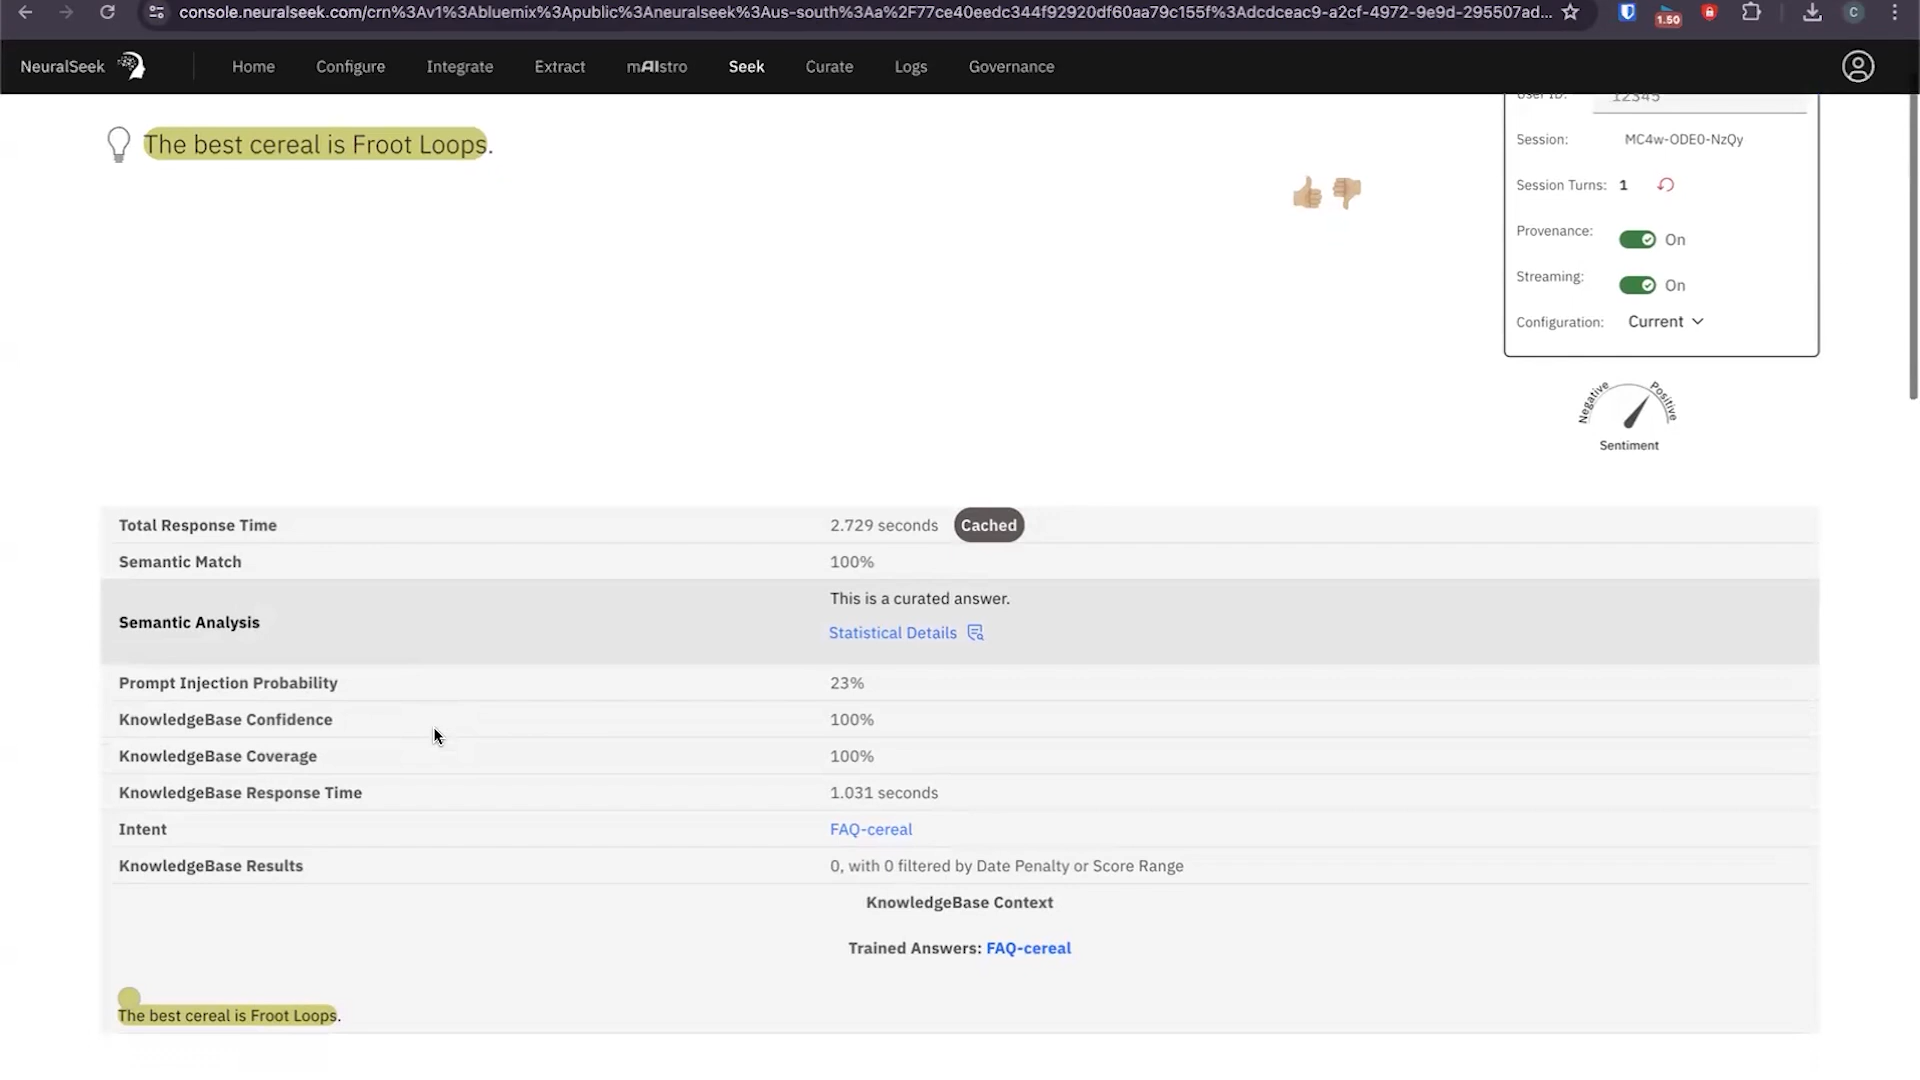 console.neuralseek.com/crn%3Av1%3Abluemix%3Apublic%3Aneuralseek%3Aus-south%3Aa%2F77ce40eedc344f92920df60aa79c155f%3Adcdceac9-a2cf-4972-9e9d-295507ad...
1.50
C
NeuralSeek
Home
Configure
Integrate
Extract
mAIstro
Seek
Curate
Logs
Governance
User ID:
12345
The best cereal is Froot Loops.
Session:
MC4w-ODE0-NzQy
Session Turns: 1
Provenance:
On
Streaming:
On
Configuration:
Current
Negative
Positive
Sentiment
Total Response Time
2.729 seconds
Cached
Semantic Match
100%
Semantic Analysis
This is a curated answer.
Statistical Details
Prompt Injection Probability
23%
KnowledgeBase Confidence
100%
KnowledgeBase Coverage
100%
KnowledgeBase Response Time
1.031 seconds
Intent
FAQ-cereal
KnowledgeBase Results
0, with 0 filtered by Date Penalty or Score Range
KnowledgeBase Context
Trained Answers: FAQ-cereal
The best cereal is Froot Loops.